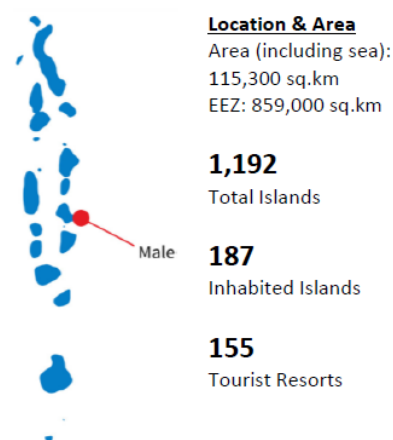 Location & Area
Area (including sea):
115,300 sq.km
EEZ: 859,000 sq.km
1,192
Total Islands
Male
187
Inhabited Islands
155
Tourist Resorts